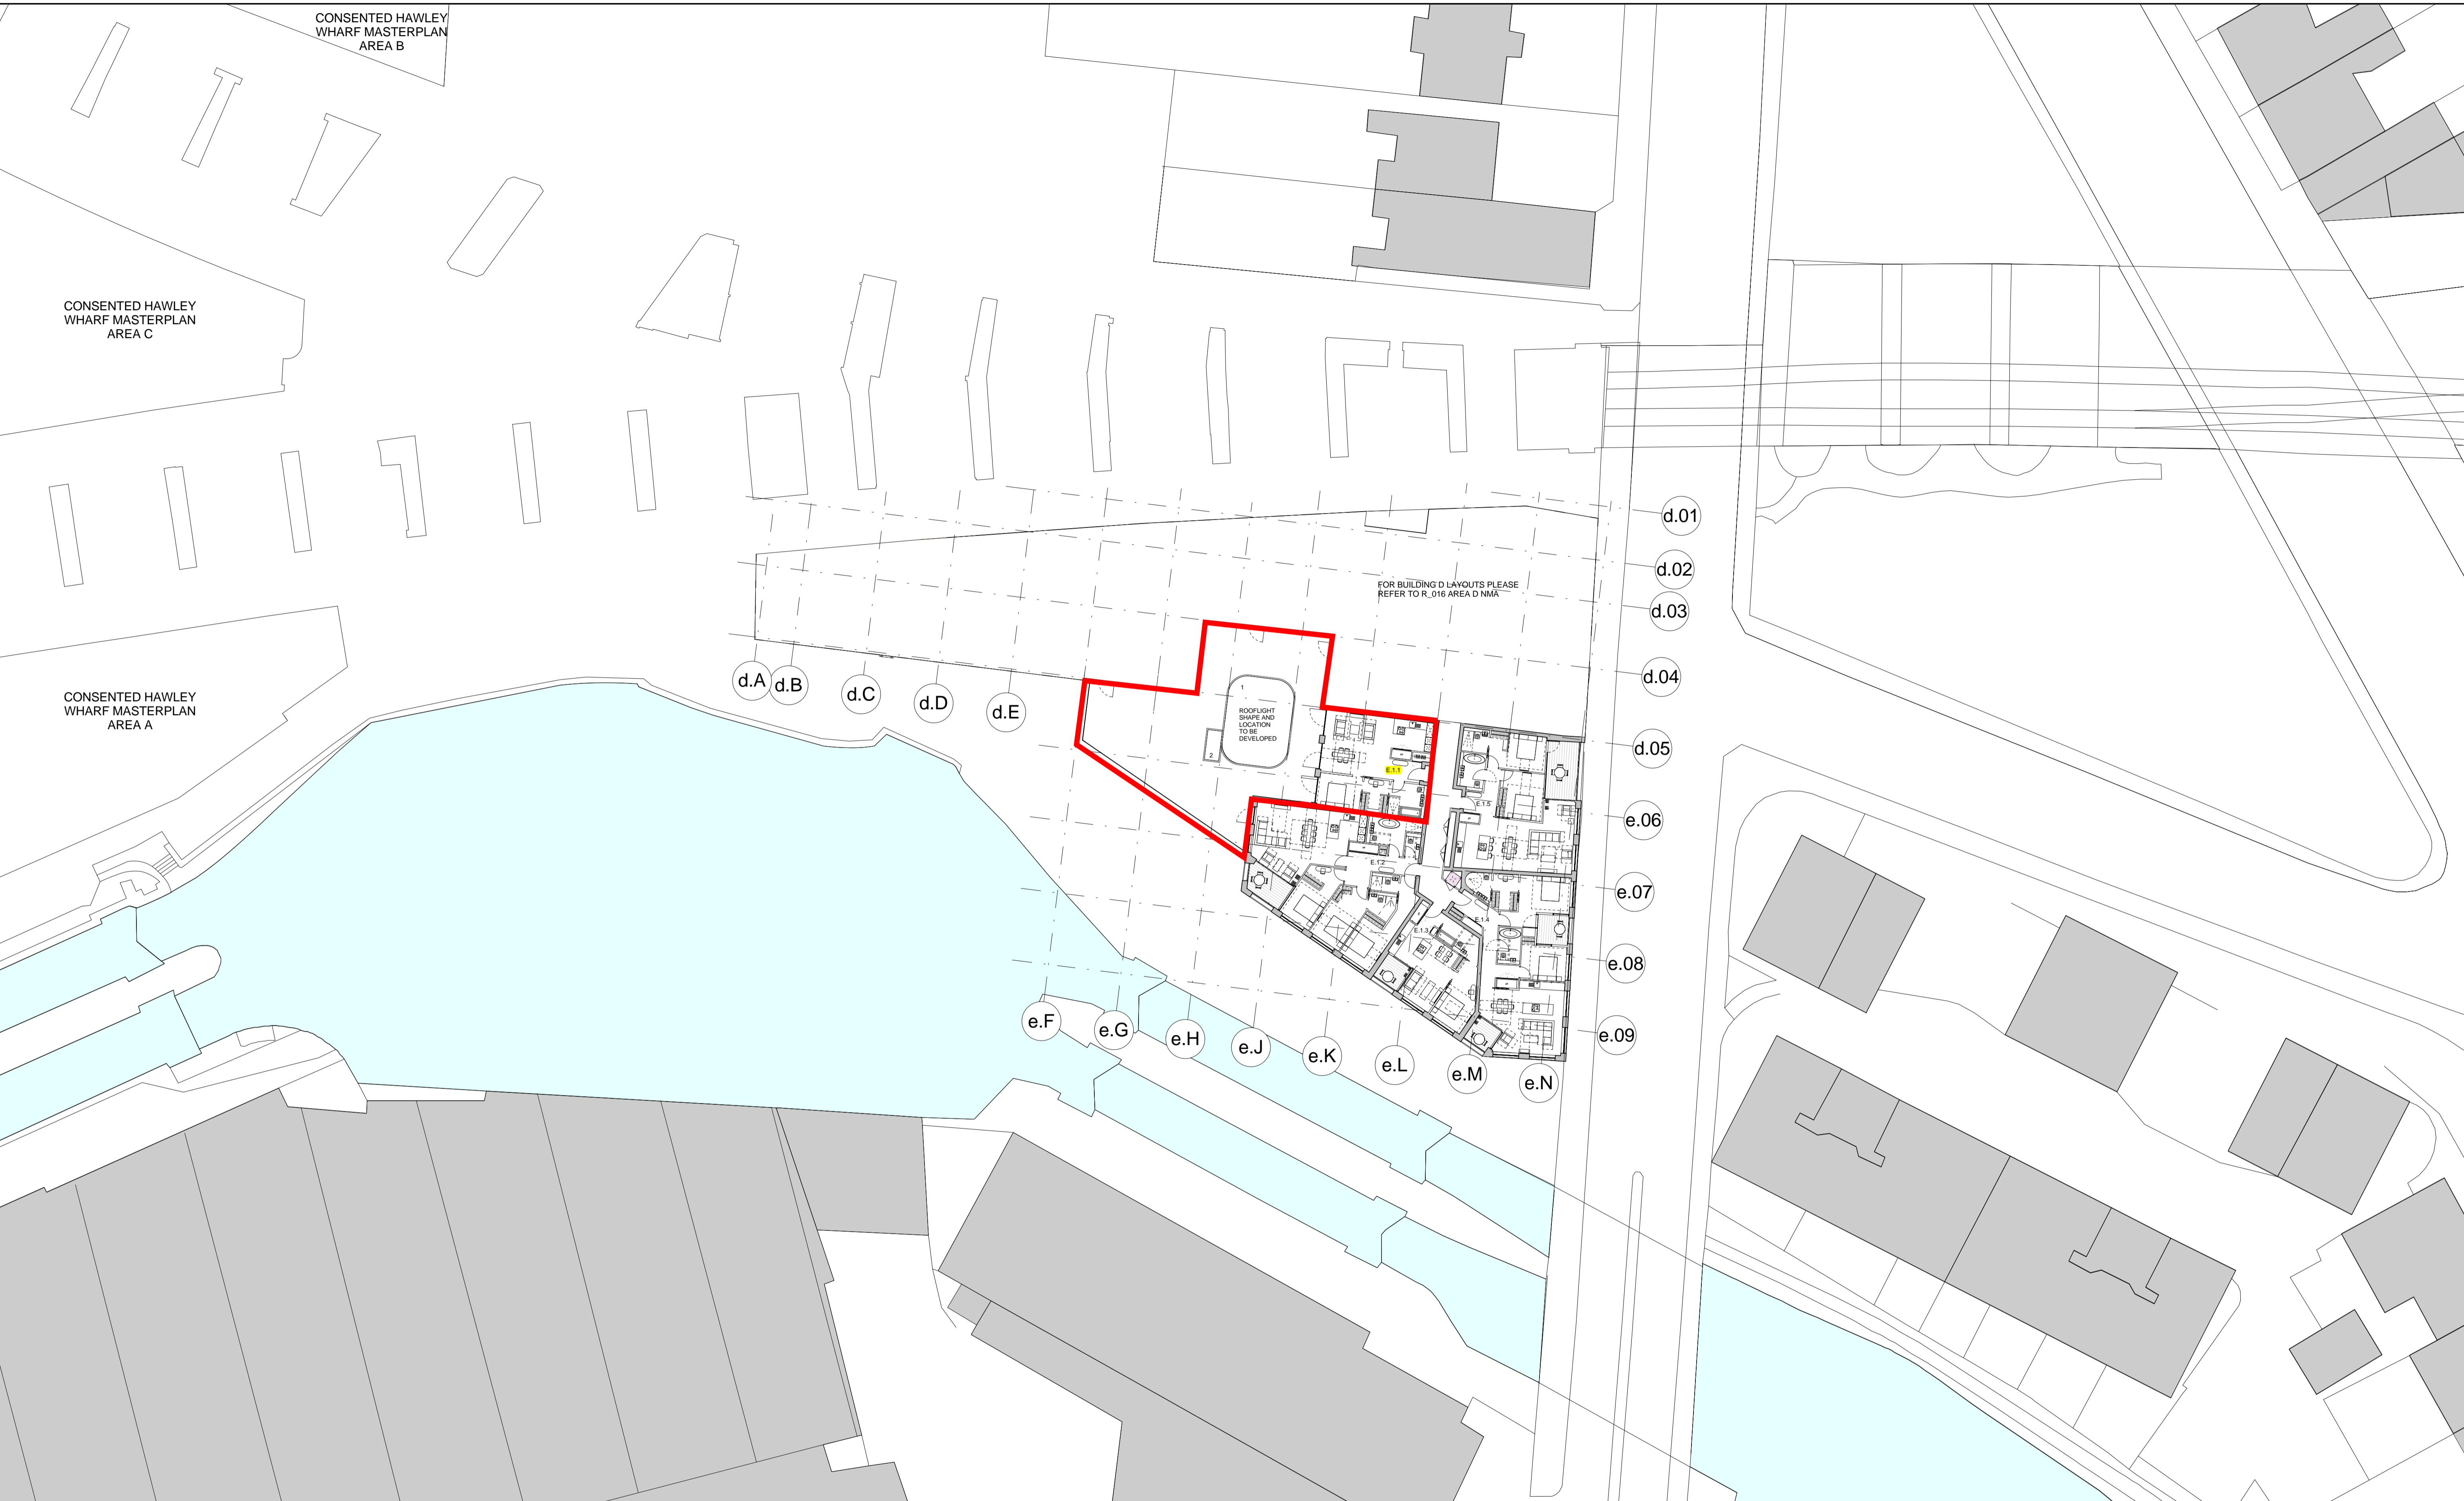 CONSENTED HAWLEY
WHARF MASTERPLAN
AREA B
CONSENTED HAWLEY
WHARF MASTERPLAN
AREA C
CONSENTED HAWLEY
WHARF MASTERPLAN
AREA A
d.01
d.02
d.03
d.04
d.05
e.06
e.07
e.08
e.09
FOR BUILDING D LAYOUTS PLEASE
REFER TO R_016 AREA D NMA
d.A
d.B
d.C
d.D
d.E
1
ROOFLIGHT
SHAPE AND
LOCATION
TO BE
DEVELOPED
2.
E.1.1
E.1.5
E.1.2
E.1.4
E.1.3
e.F
e.G
e.H
e.J
e.K
e.L
e.M
e.N